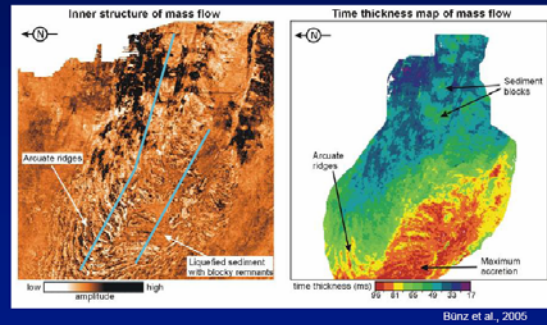 Inner structure of mass flow
N
Arcuate ridges
Liquefied sediment
with blocky remnants
low
high
amplitude
Time thickness map of mass flow
N
Sediment
blocks
Arcuate
ridges
Maximum
accretion
time thickness (ms)
96 81 65 49 33 17
Bünz et al., 2005